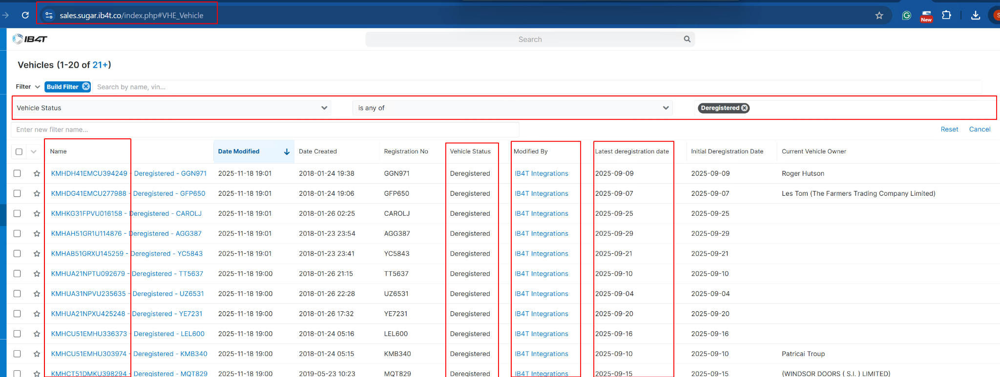 sales.sugar.ib4t.co/index.php#VHE_Vehicle
New
S
IB4T
Search
Vehicles (1-20 of 21+)
Filter Build Filter Search by name, vin...
Vehicle Status is any of Deregistered
Enter new filter name... Reset Cancel
Name Date Modified Date Created Registration No Vehicle Status Modified By Latest deregistration date Initial Deregistration Date Current Vehicle Owner
KMHDH41EMCU394249 - Deregistered - GGN971 2025-11-18 19:01 2018-01-24 19:38 GGN971 Deregistered IB4T Integrations 2025-09-09 2025-09-09 Roger Hutson
KMHDG41EMCU277988 - Deregistered - GFP650 2025-11-18 19:01 2018-01-24 19:06 GFP650 Deregistered IB4T Integrations 2025-09-07 2025-09-07 Les Tom (The Farmers Trading Company Limited)
KMHKG31FPVU016158 - Deregistered - CAROLJ 2025-11-18 19:01 2018-01-26 02:25 CAROLJ Deregistered IB4T Integrations 2025-09-25 2025-09-25
KMHAH51GR1U114876 - Deregistered - AGG387 2025-11-18 19:01 2018-01-23 23:54 AGG387 Deregistered IB4T Integrations 2025-09-29 2025-09-29
KMHAB51GRXU145259 - Deregistered - YC5843 2025-11-18 19:01 2018-01-23 23:41 YC5843 Deregistered IB4T Integrations 2025-09-21 2025-09-21
KMHUA21NPTU092679 - Deregistered - TT5637 2025-11-18 19:00 2018-01-26 21:15 TT5637 Deregistered IB4T Integrations 2025-09-10 2025-09-10
KMHUA31NPVU235635 - Deregistered - UZ6531 2025-11-18 19:00 2018-01-26 22:28 UZ6531 Deregistered IB4T Integrations 2025-09-04 2025-09-04
KMHUA21NPXU425248 - Deregistered - YE7231 2025-11-18 19:00 2018-01-26 17:32 YE7231 Deregistered IB4T Integrations 2025-09-20 2025-09-20
KMHCU51EMHU336373 - Deregistered - LEL600 2025-11-18 19:00 2018-01-24 05:16 LEL600 Deregistered IB4T Integrations 2025-09-16 2025-09-16
KMHCU51EMHU303974 - Deregistered - KMB340 2025-11-18 19:00 2018-01-24 05:15 KMB340 Deregistered IB4T Integrations 2025-09-10 2025-09-10 Patricai Troup
KMHCT51DMKU398294 - Deregistered - MQT829 2025-11-18 19:00 2019-05-23 10:23 MQT829 Deregistered IB4T Integrations 2025-09-15 2025-09-15 (WINDSOR DOORS ( S.I. ) LIMITED)